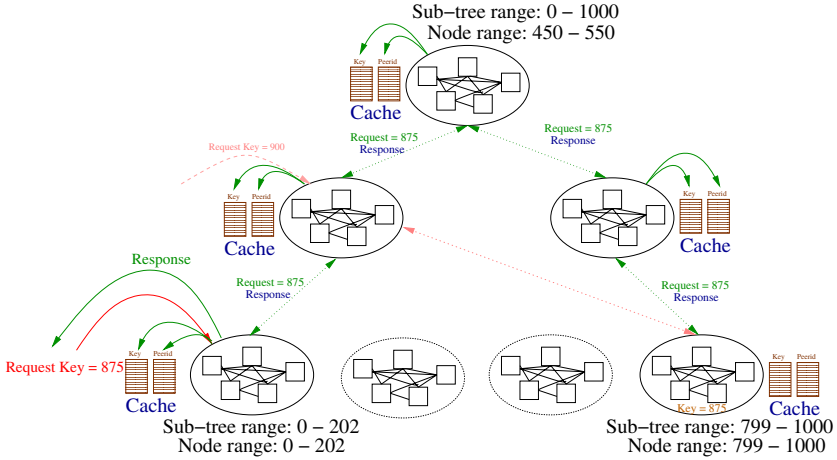 Sub−tree range: 0 − 1000
Node range: 450 − 550
Key Peerid
Cache
Request = 875
Response
Request = 875
Response
Request Key = 900
Key Peerid
Cache
Key Peerid
Cache
Response
Request = 875
Response
Request = 875
Response
Request Key = 875
Key Peerid
Cache
Key Peerid
Cache
Key = 875
Sub−tree range: 0 − 202
Node range: 0 − 202
Sub−tree range: 799 − 1000
Node range: 799 − 1000